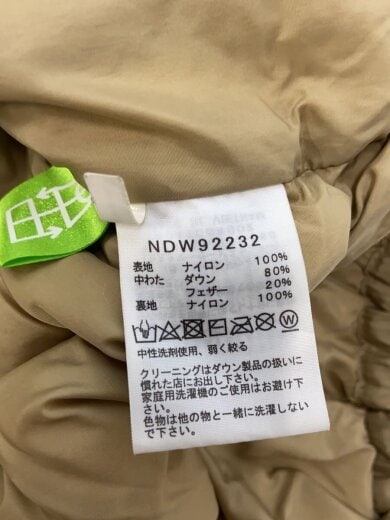 NDW92232
表地 ナイロン 100%
中わた ダウン 80%
フェザー 20%
裏地 ナイロン 100%
中性洗剤使用、弱く絞る
クリーニングはダウン製品の扱いに
慣れた店にお出し下さい。
家庭用洗濯機のご使用はお避け下
さい。
色物は他の物と一緒に洗濯しない
で下さい。